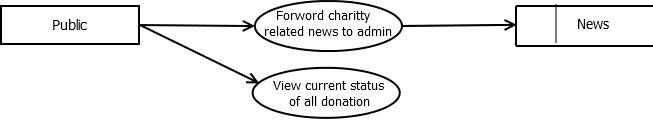 Public
Forword charitty
related news to admin
News
View current status
of all donation